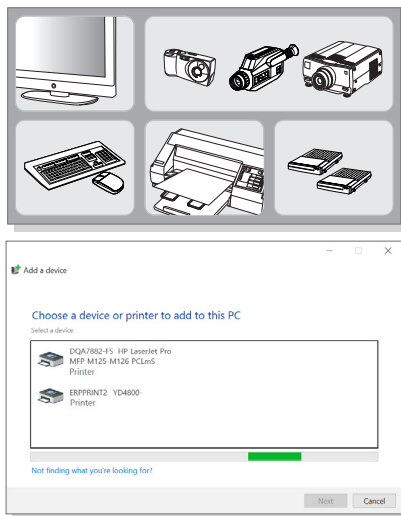 Add a device
Choose a device or printer to add to this PC
Select a device
DQA7882-F5 HP LaserJet Pro
MFP M125-M126 PCLmS
Printer
ERPPRINT2 YD4800-
Printer
Not finding what you're looking for?
Next
Cancel